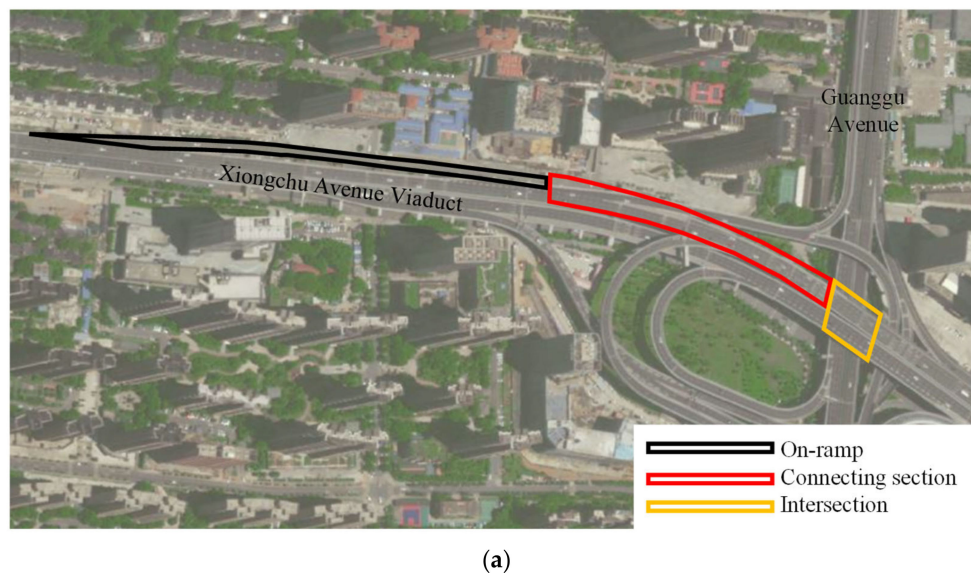 Guanggu
Avenue
Xiongchu Avenue Viaduct
On-ramp
Connecting section
Intersection
(a)